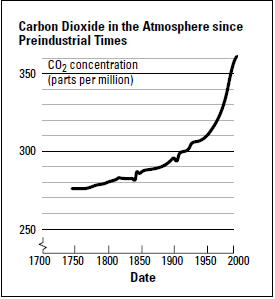 Carbon Dioxide in the Atmosphere since
Preindustrial Times
CO₂ concentration
(parts per million)
350
300
250
1700 1750 1800 1850 1900 1950 2000
Date